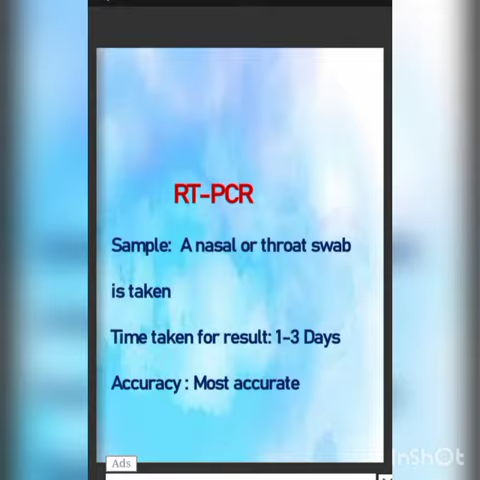 RT-PCR
Sample: A nasal or throat swab
is taken
Time taken for result: 1-3 Days
Accuracy : Most accurate
Ads
InShOt